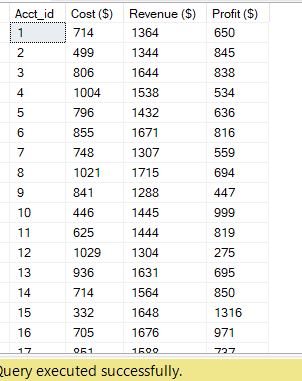 Acct_id Cost ($) Revenue ($) Profit ($)
1 714 1364 650
2 499 1344 845
3 806 1644 838
4 1004 1538 534
5 796 1432 636
6 855 1671 816
7 748 1307 559
8 1021 1715 694
9 841 1288 447
10 446 1445 999
11 625 1444 819
12 1029 1304 275
13 936 1631 695
14 714 1564 850
15 332 1648 1316
16 705 1676 971
17 851 1588 737
Query executed successfully.